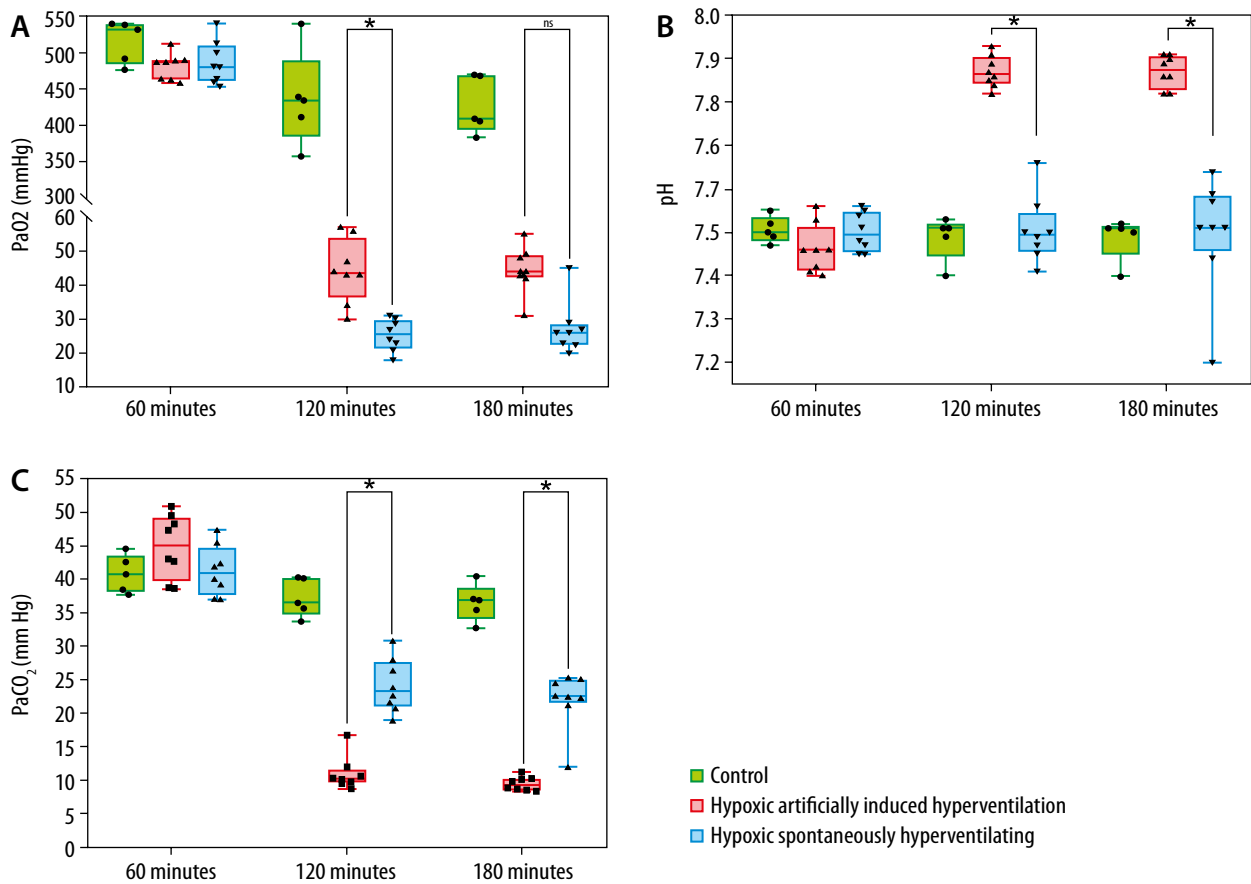 A
PaO2 (mmHg)
550
500
450
400
350
300
60
50
40
30
20
10
*
ns
60 minutes
120 minutes
180 minutes
B
pH
8.0
7.9
7.8
7.6
7.7
7.5
7.4
7.3
7.2
*
*
60 minutes
120 minutes
180 minutes
C
PaCO2 (mm Hg)
55
50
45
40
35
30
25
20
15
10
5
0
*
*
60 minutes
120 minutes
180 minutes
Control
Hypoxic artificially induced hyperventilation
Hypoxic spontaneously hyperventilating